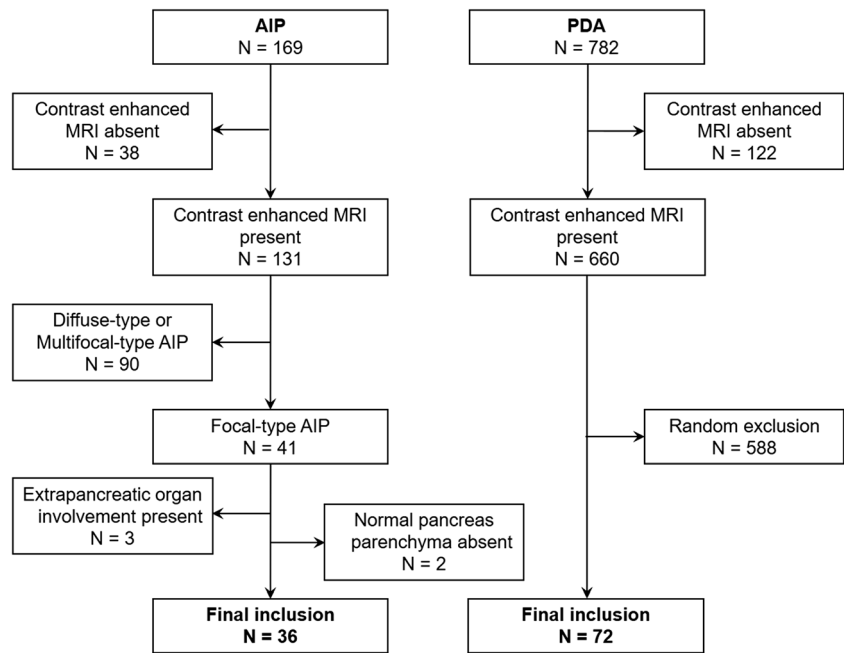 AIP
N = 169
PDA
N = 782
Contrast enhanced
MRI absent
N = 38
Contrast enhanced
MRI absent
N = 122
Contrast enhanced MRI
present
N = 131
Contrast enhanced MRI
present
N = 660
Diffuse-type or
Multifocal-type AIP
N = 90
Focal-type AIP
N = 41
Random exclusion
N = 588
Extrapancreatic organ
involvement present
N = 3
Normal pancreas
parenchyma absent
N = 2
Final inclusion
N = 36
Final inclusion
N = 72